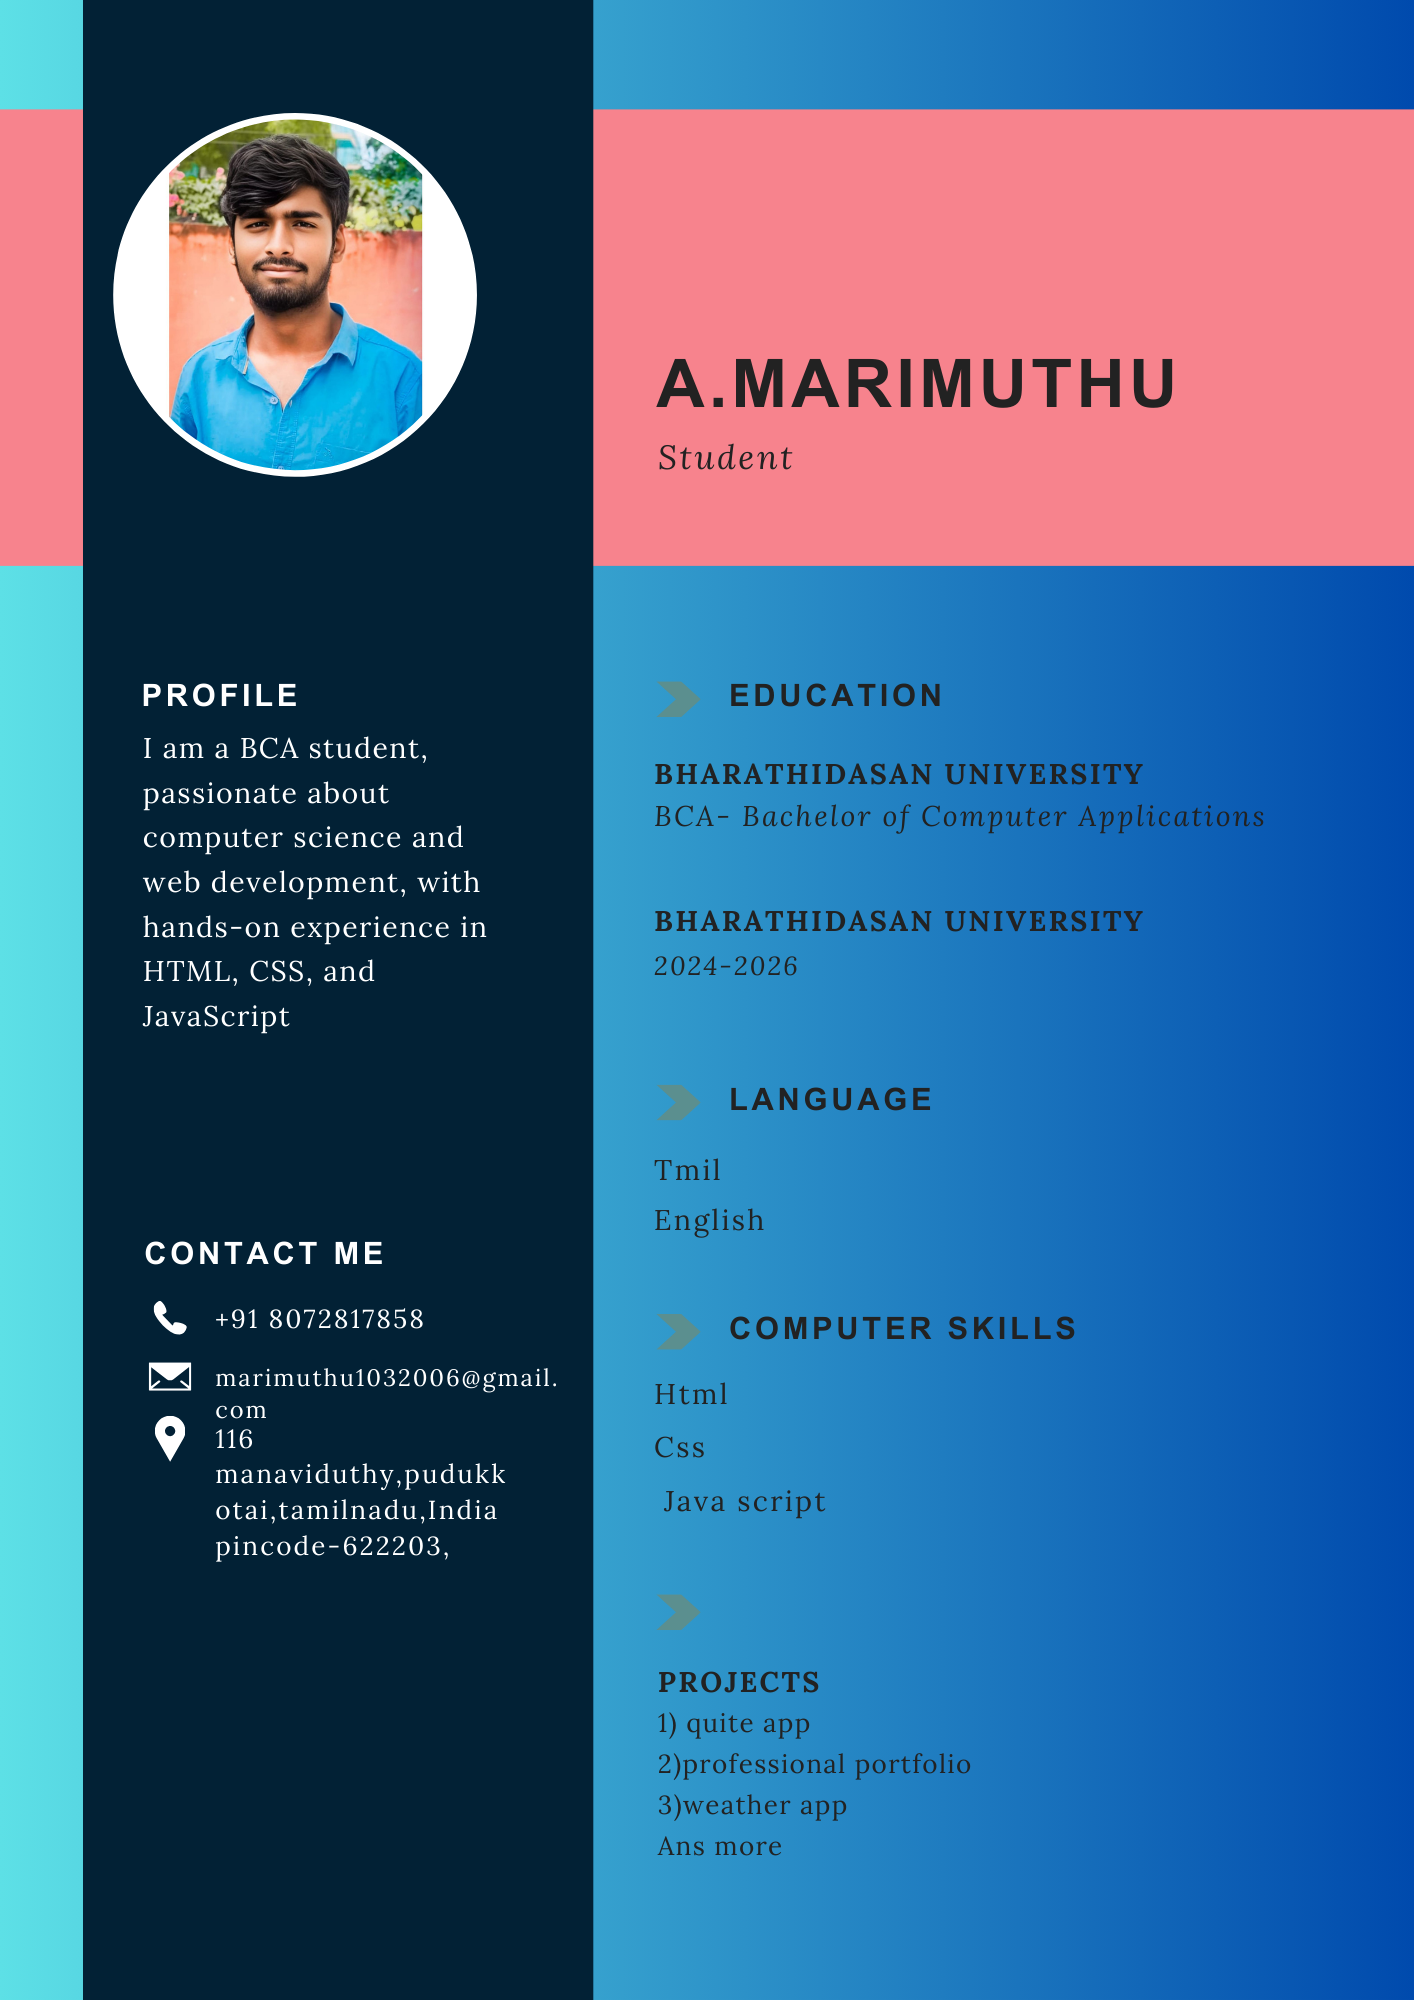 A.MARIMUTHU
Student
PROFILE
I am a BCA student,
passionate about
computer science and
web development, with
hands-on experience in
HTML, CSS, and
JavaScript
CONTACT ME
+91 8072817858
marimuthu1032006@gmail.
com
116
manaviduthy,pudukk
otai,tamilnadu,India
pincode-622203,
EDUCATION
BHARATHIDASAN UNIVERSITY
BCA- Bachelor of Computer Applications
BHARATHIDASAN UNIVERSITY
2024-2026
LANGUAGE
Tmil
English
COMPUTER SKILLS
Html
Css
Java script
PROJECTS
1) quite app
2)professional portfolio
3)weather app
Ans more